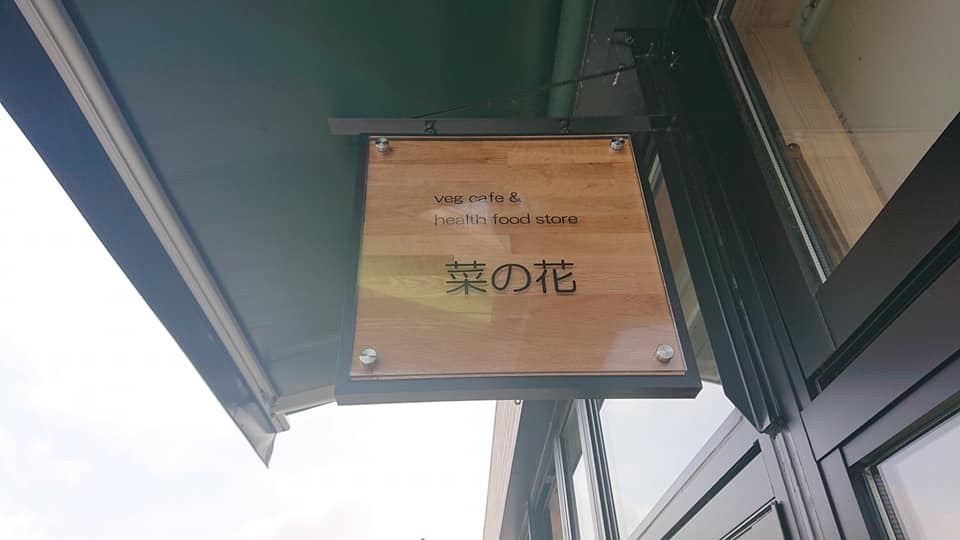 veg cafe &
health food store
菜の花